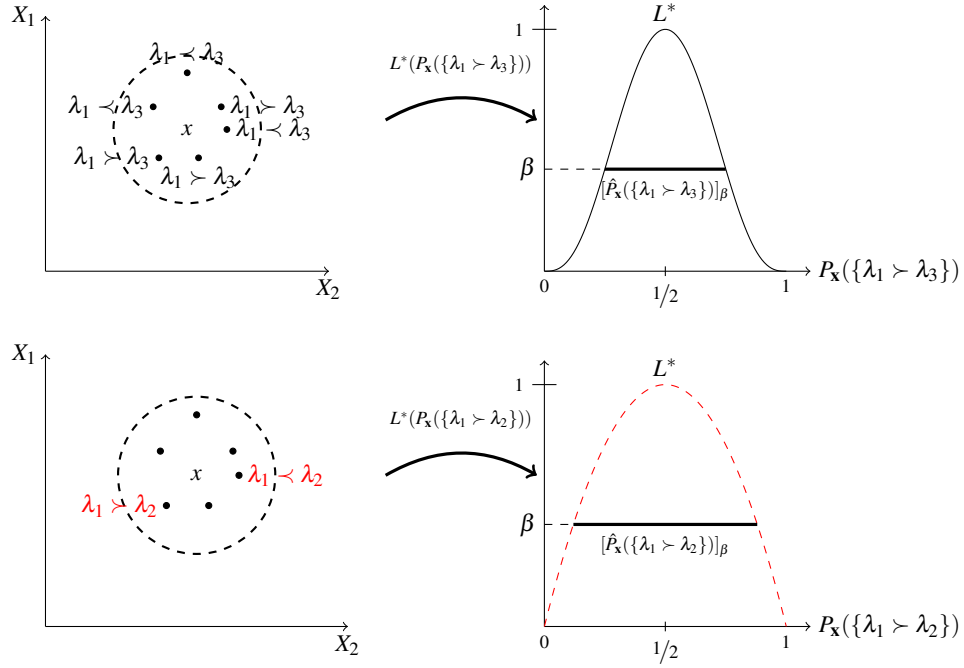 X₁
λ₁ ≺ λ₃
λ₁ ≺ λ₃
λ₁ ≻ λ₃
x
λ₁ ≺ λ₃
λ₁ ≻ λ₃
λ₁ ≻ λ₃
X₂
L*(Pₓ({λ₁ ≻ λ₃}))
L*
1
β
[P̂ₓ({λ₁ ≻ λ₃})]β
0
1/2
1
Pₓ({λ₁ ≻ λ₃})
X₁
x
λ₁ ≺ λ₂
λ₁ ≻ λ₂
X₂
L*(Pₓ({λ₁ ≻ λ₂}))
L*
1
β
[P̂ₓ({λ₁ ≻ λ₂})]β
0
1/2
1
Pₓ({λ₁ ≻ λ₂})